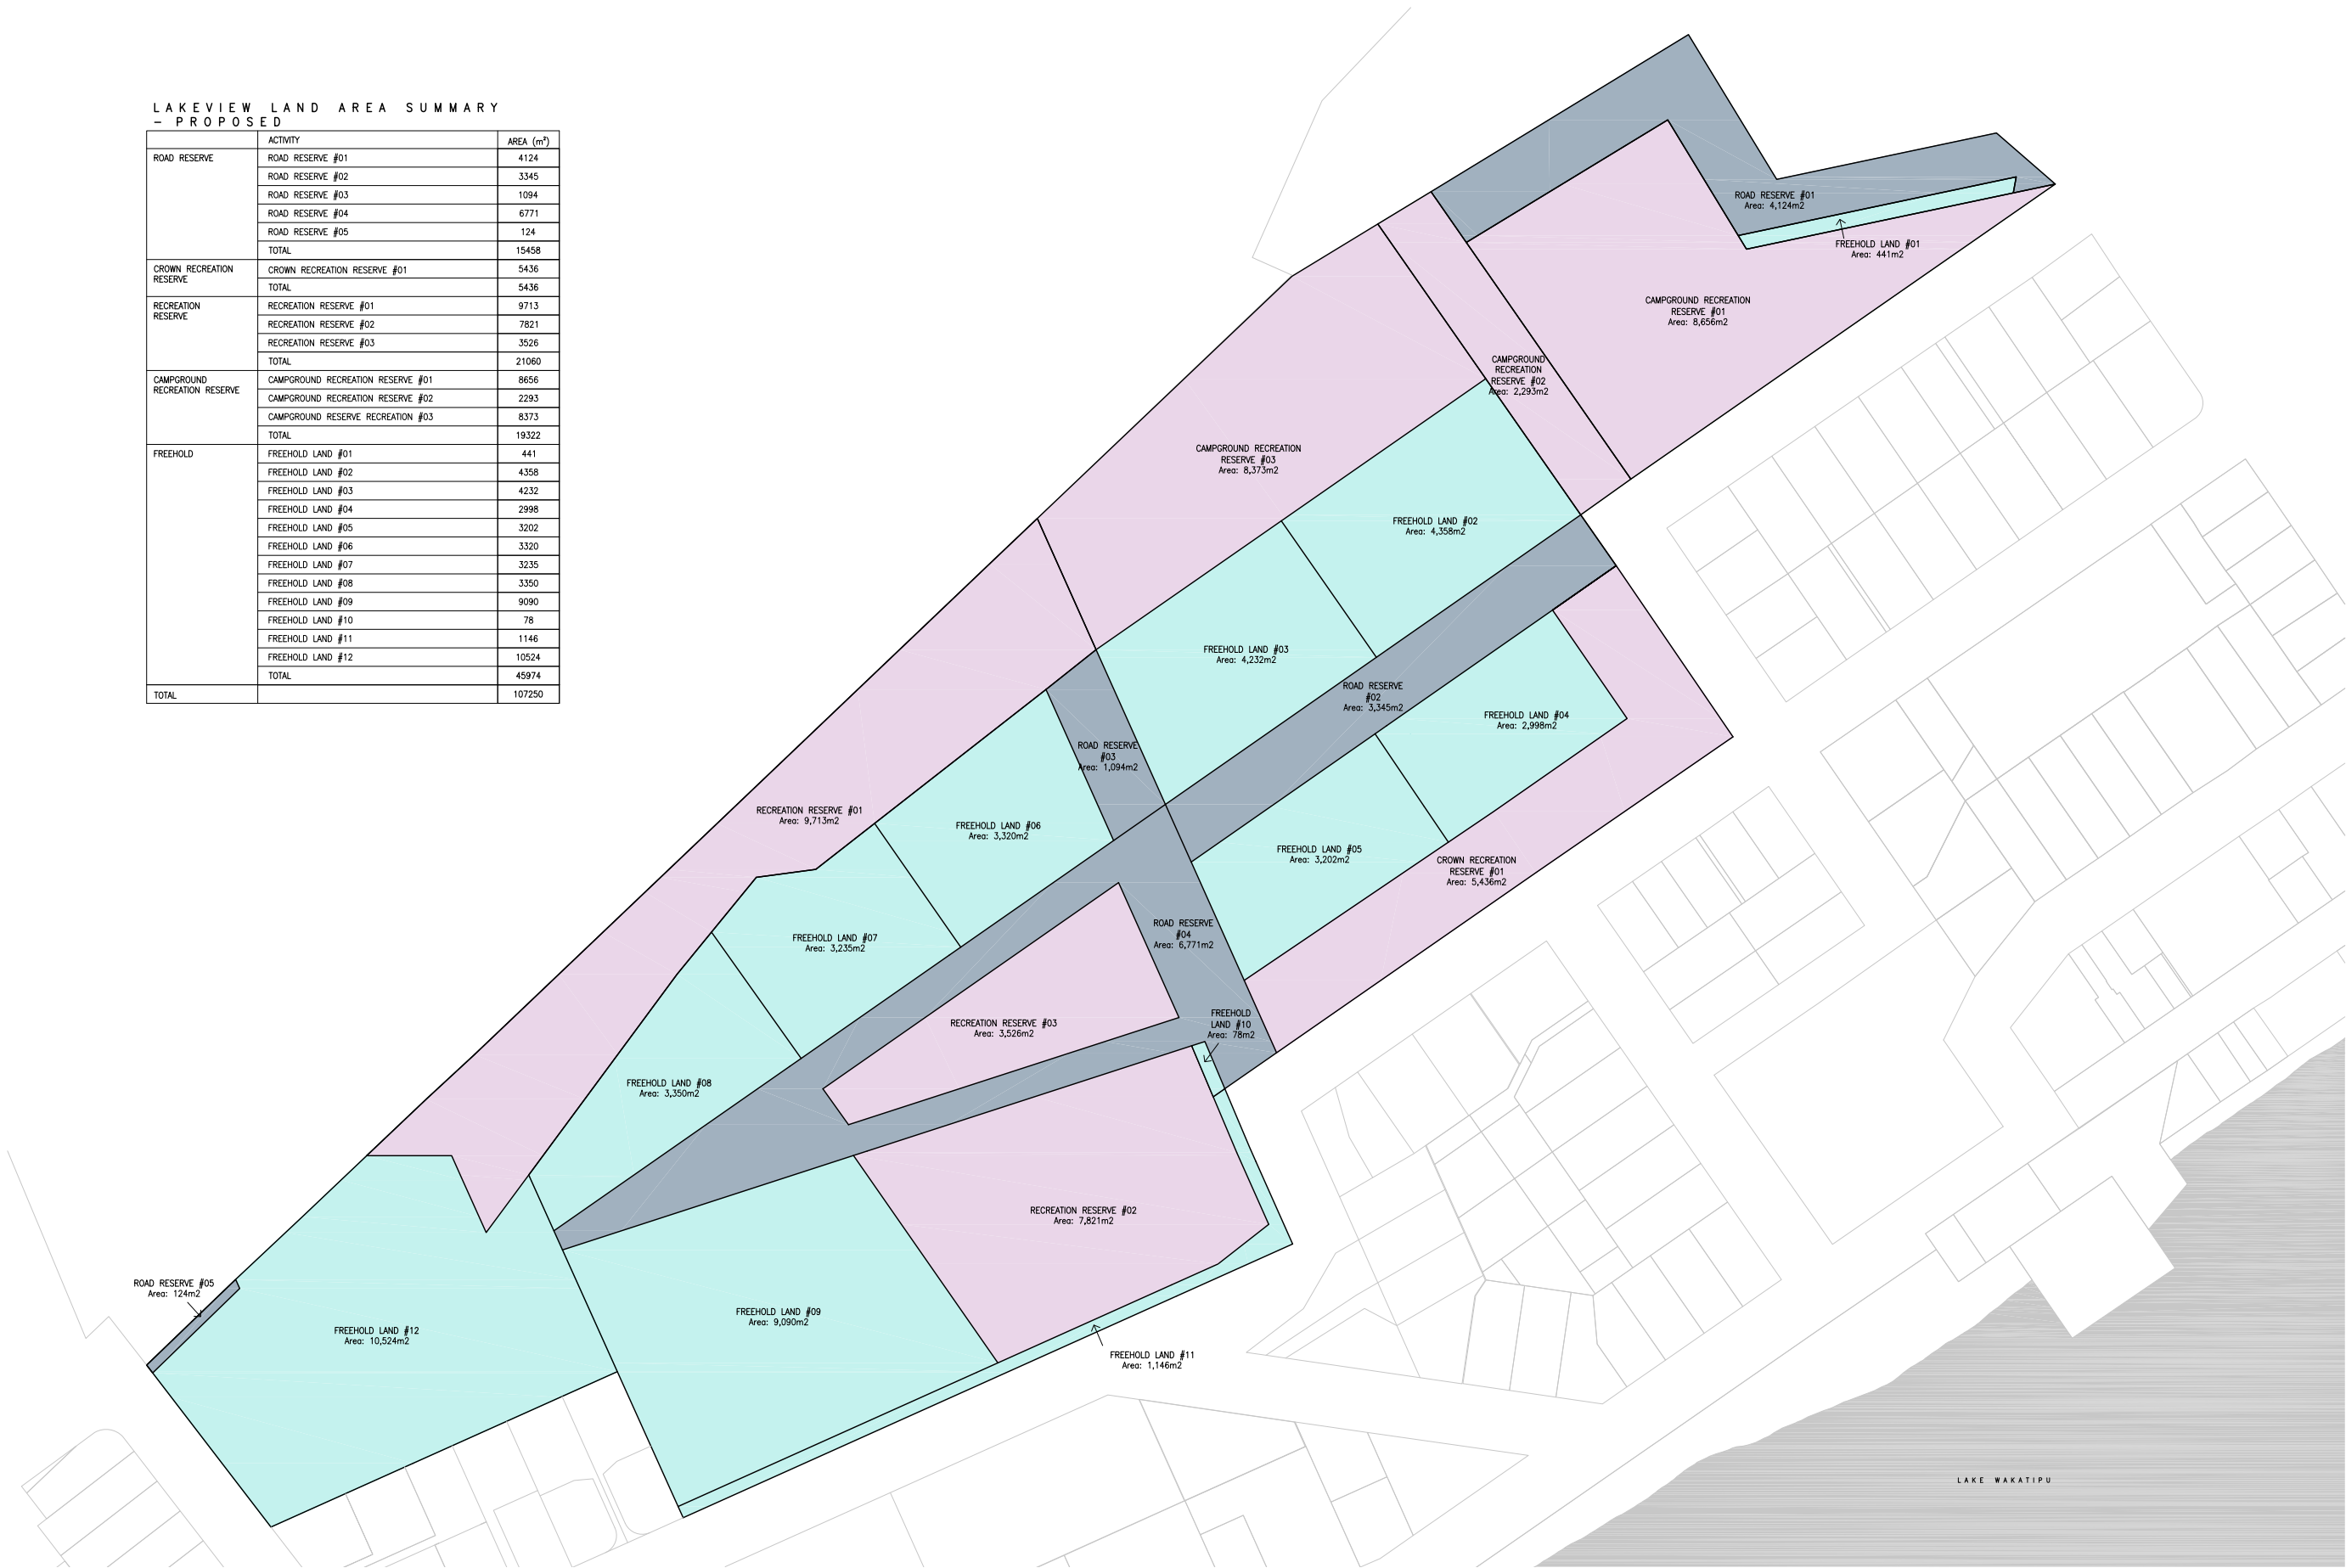 LAKEVIEW LAND AREA SUMMARY
- PROPOSED
ACTIVITY AREA (m²)
ROAD RESERVE ROAD RESERVE #01 4124
ROAD RESERVE #02 3345
ROAD RESERVE #03 1094
ROAD RESERVE #04 6771
ROAD RESERVE #05 124
TOTAL 15458
CROWN RECREATION
RESERVE CROWN RECREATION RESERVE #01 5436
TOTAL 5436
RECREATION
RESERVE RECREATION RESERVE #01 9713
RECREATION RESERVE #02 7821
RECREATION RESERVE #03 3526
TOTAL 21060
CAMPGROUND
RECREATION RESERVE CAMPGROUND RECREATION RESERVE #01 8656
CAMPGROUND RECREATION RESERVE #02 2293
CAMPGROUND RESERVE RECREATION #03 8373
TOTAL 19322
FREEHOLD FREEHOLD LAND #01 441
FREEHOLD LAND #02 4358
FREEHOLD LAND #03 4232
FREEHOLD LAND #04 2998
FREEHOLD LAND #05 3202
FREEHOLD LAND #06 3320
FREEHOLD LAND #07 3235
FREEHOLD LAND #08 3350
FREEHOLD LAND #09 9090
FREEHOLD LAND #10 78
FREEHOLD LAND #11 1146
FREEHOLD LAND #12 10524
TOTAL 45974
TOTAL 107250
ROAD RESERVE #01
Area: 4,124m2
FREEHOLD LAND #01
Area: 441m2
CAMPGROUND RECREATION
RESERVE #01
Area: 8,656m2
CAMPGROUND
RECREATION
RESERVE #02
Area: 2,293m2
CAMPGROUND RECREATION
RESERVE #03
Area: 8,373m2
FREEHOLD LAND #02
Area: 4,358m2
FREEHOLD LAND #03
Area: 4,232m2
ROAD RESERVE
#02
Area: 3,345m2
FREEHOLD LAND #04
Area: 2,998m2
ROAD RESERVE
#03
Area: 1,094m2
RECREATION RESERVE #01
Area: 9,713m2
FREEHOLD LAND #06
Area: 3,320m2
FREEHOLD LAND #05
Area: 3,202m2
CROWN RECREATION
RESERVE #01
Area: 5,436m2
FREEHOLD LAND #07
Area: 3,235m2
ROAD RESERVE
#04
Area: 6,771m2
RECREATION RESERVE #03
Area: 3,526m2
FREEHOLD
LAND #10
Area: 78m2
FREEHOLD LAND #08
Area: 3,350m2
RECREATION RESERVE #02
Area: 7,821m2
ROAD RESERVE #05
Area: 124m2
FREEHOLD LAND #12
Area: 10,524m2
FREEHOLD LAND #09
Area: 9,090m2
FREEHOLD LAND #11
Area: 1,146m2
LAKE WAKATIPU